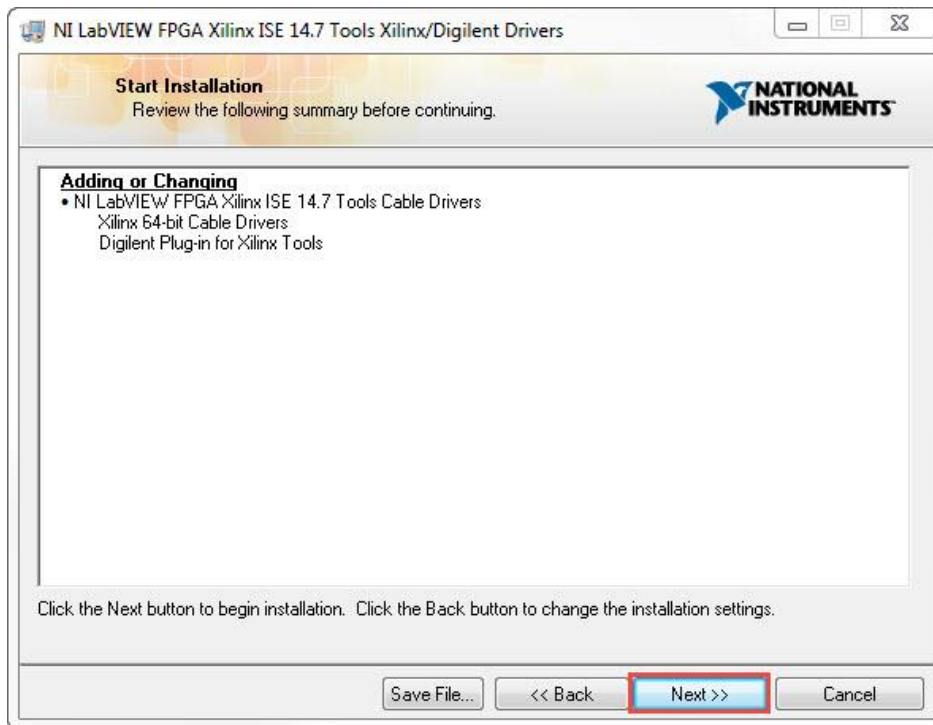 NI LabVIEW FPGA Xilinx ISE 14.7 Tools Xilinx/Digilent Drivers
Start Installation
Review the following summary before continuing.
NATIONAL
INSTRUMENTS™
Adding or Changing
• NI LabVIEW FPGA Xilinx ISE 14.7 Tools Cable Drivers
Xilinx 64-bit Cable Drivers
Digilent Plug-in for Xilinx Tools
Click the Next button to begin installation. Click the Back button to change the installation settings.
Save File... << Back Next >> Cancel